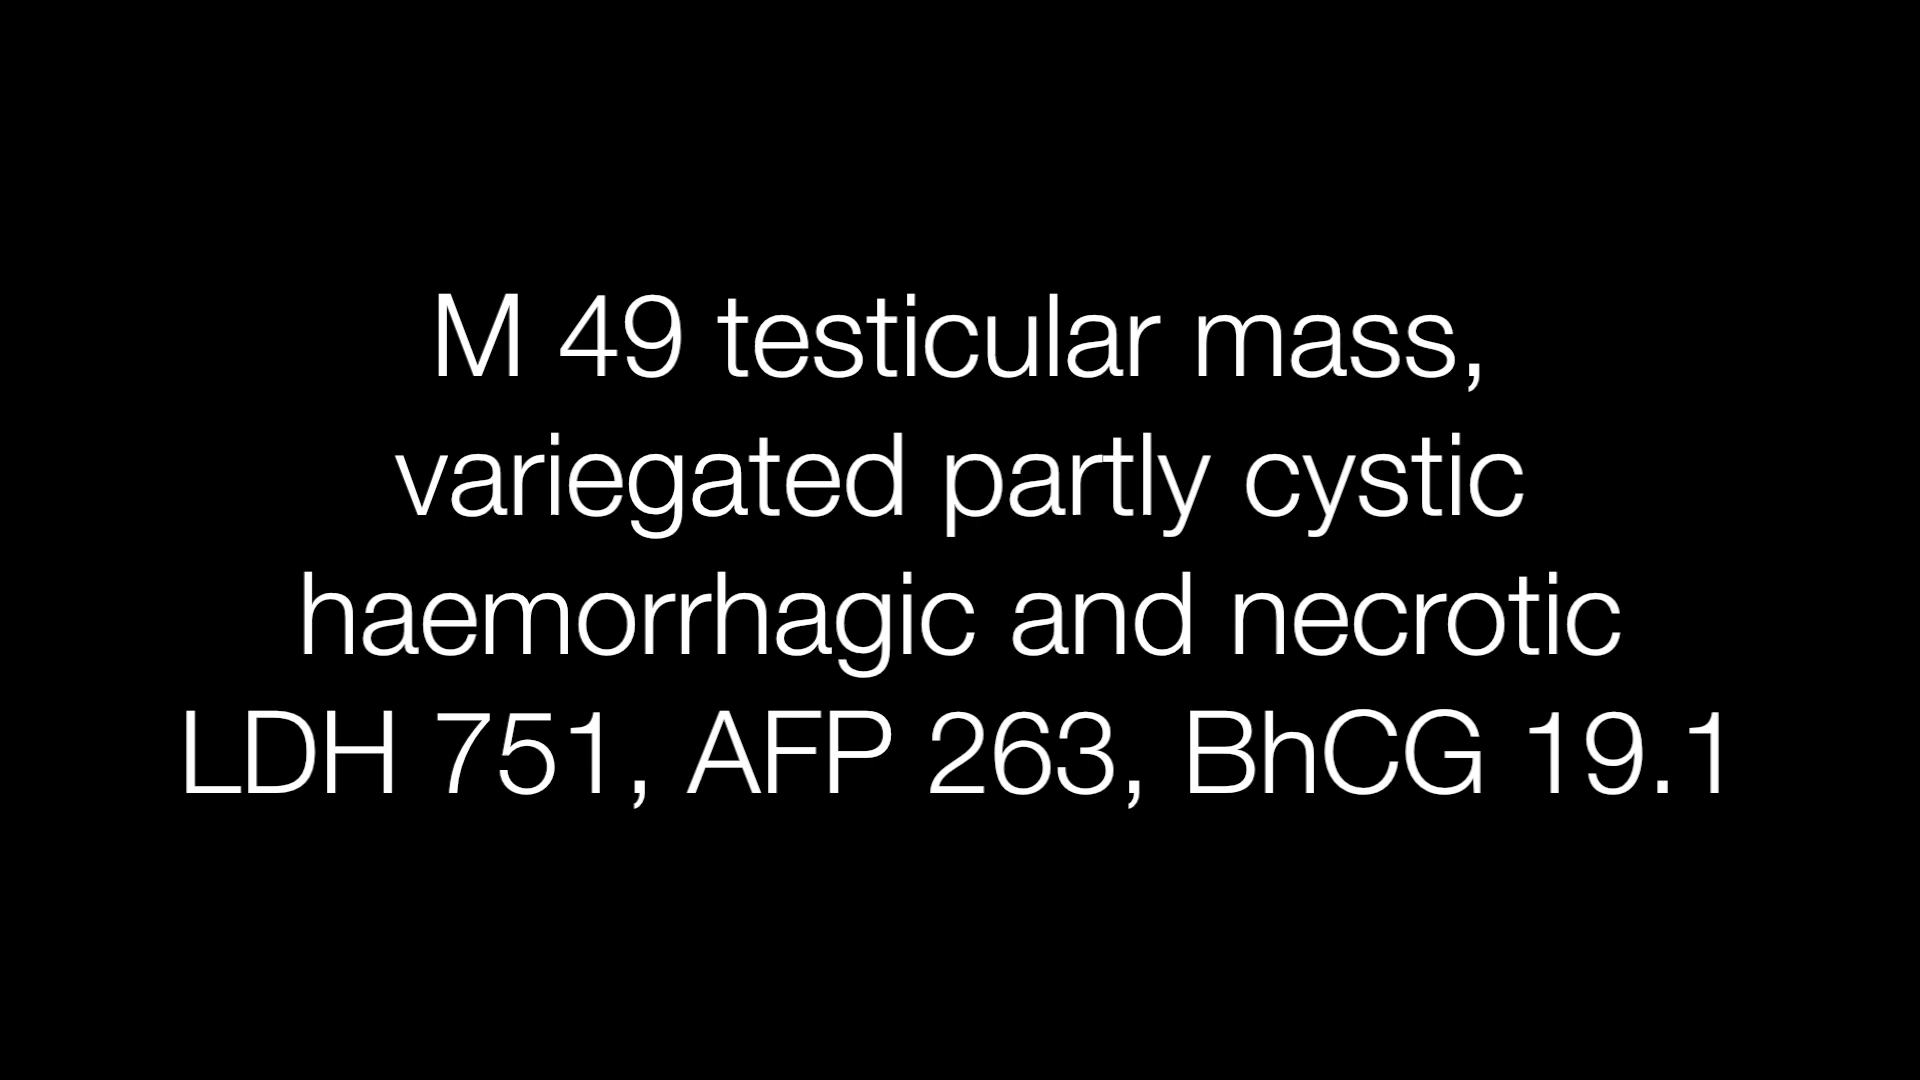 M 49 testicular mass,
variegated partly cystic
haemorrhagic and necrotic
LDH 751, AFP 263, BhCG 19.1